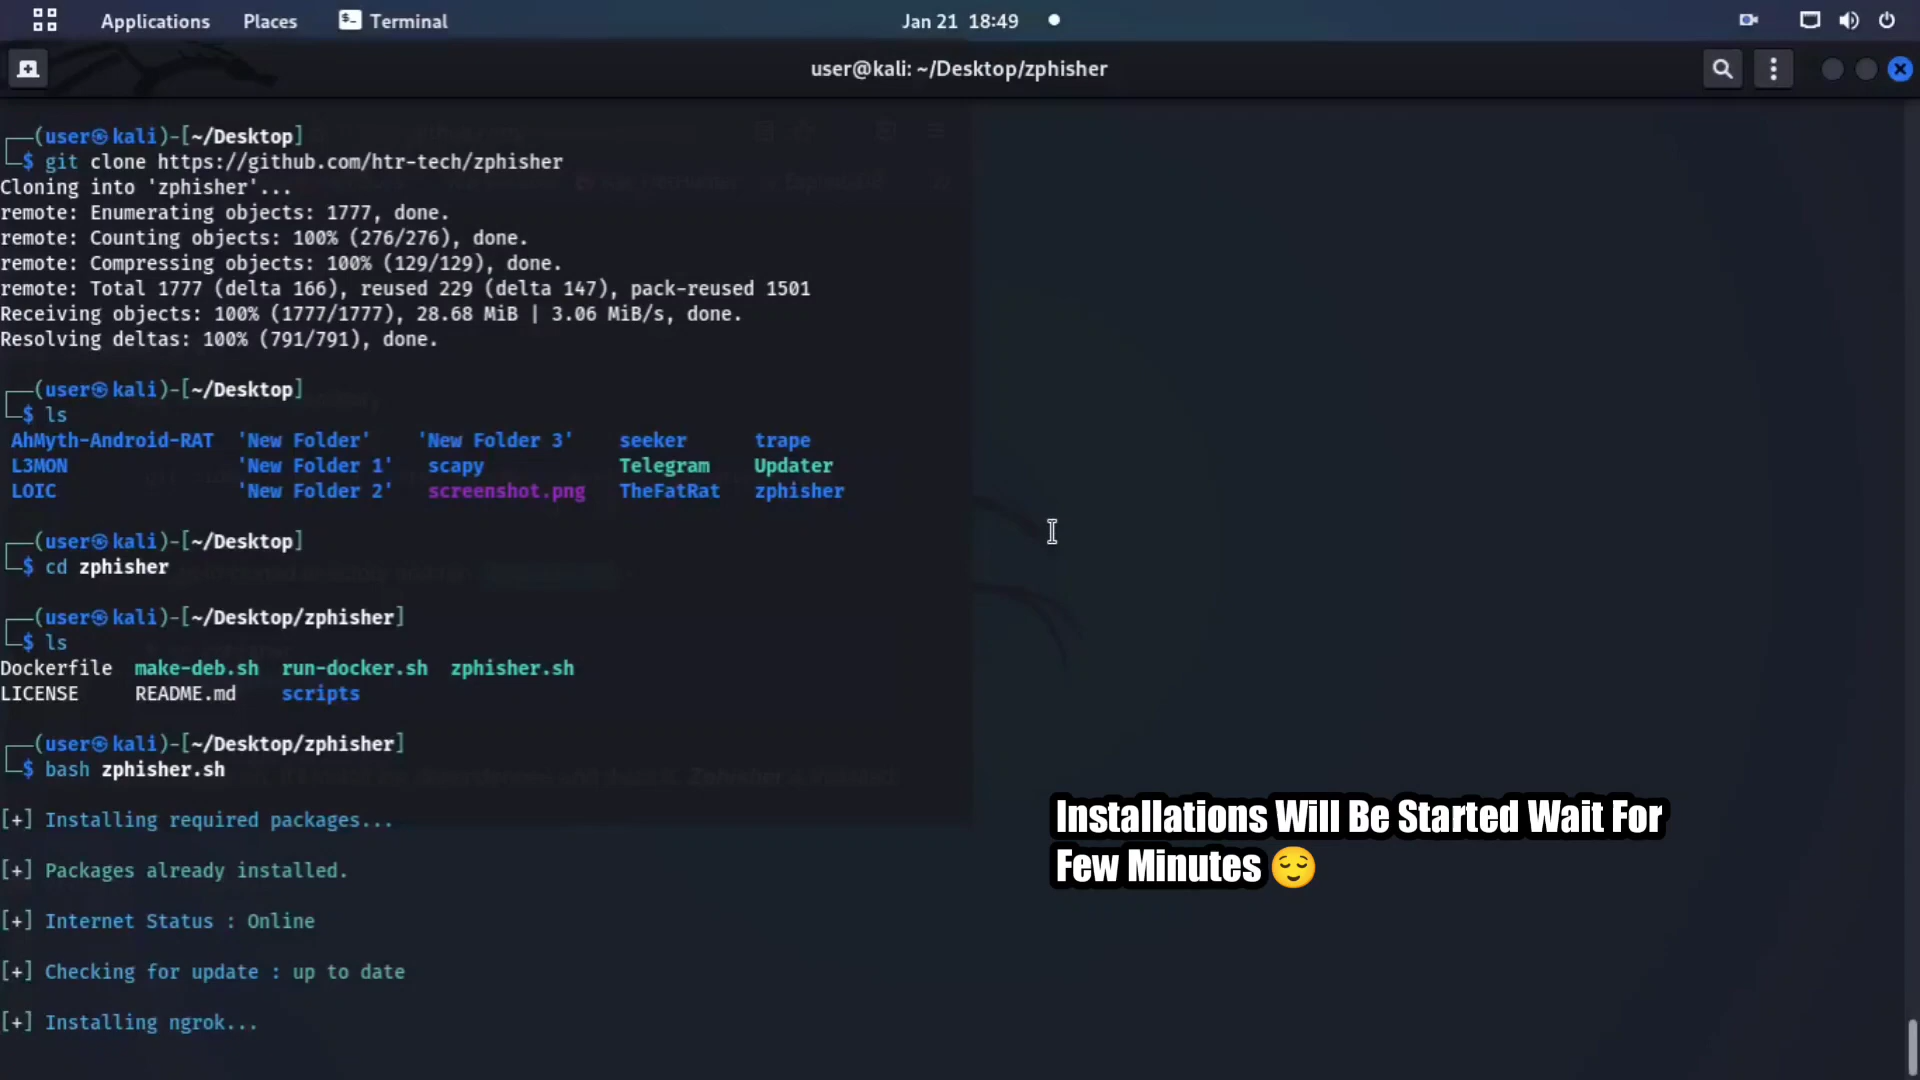 Applications Places Terminal Jan 21 18:49
user@kali: ~/Desktop/zphisher
(user㉿kali)-[~/Desktop]
$ git clone https://github.com/htr-tech/zphisher
Cloning into 'zphisher'...
remote: Enumerating objects: 1777, done.
remote: Counting objects: 100% (276/276), done.
remote: Compressing objects: 100% (129/129), done.
remote: Total 1777 (delta 166), reused 229 (delta 147), pack-reused 1501
Receiving objects: 100% (1777/1777), 28.68 MiB | 3.06 MiB/s, done.
Resolving deltas: 100% (791/791), done.
(user㉿kali)-[~/Desktop]
$ ls
AhMyth-Android-RAT 'New Folder' 'New Folder 3' seeker trape
L3MON 'New Folder 1' scapy Telegram Updater
LOIC 'New Folder 2' screenshot.png TheFatRat zphisher
(user㉿kali)-[~/Desktop]
$ cd zphisher
(user㉿kali)-[~/Desktop/zphisher]
$ ls
Dockerfile make-deb.sh run-docker.sh zphisher.sh
LICENSE README.md scripts
(user㉿kali)-[~/Desktop/zphisher]
$ bash zphisher.sh
[+] Installing required packages...
[+] Packages already installed.
[+] Internet Status : Online
[+] Checking for update : up to date
[+] Installing ngrok...
Installations Will Be Started Wait For
Few Minutes 😌